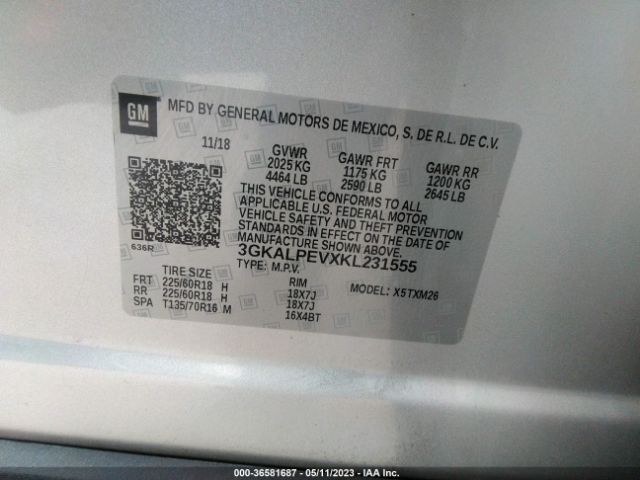 GM
MFD BY GENERAL MOTORS DE MEXICO, S. DE R.L. DE C.V.
11/18
GVWR GAWR FRT GAWR RR
2025 KG 1175 KG 1200 KG
4464 LB 2590 LB 2645 LB
THIS VEHICLE CONFORMS TO ALL
APPLICABLE U.S. FEDERAL MOTOR
VEHICLE SAFETY AND THEFT PREVENTION
STANDARDS IN EFFECT ON THE DATE OF
MANUFACTURE SHOWN ABOVE.
636R
3GKALPEVXKL231555
TYPE: M.P.V. MODEL: X5TXM26
TIRE SIZE RIM
FRT 225/60R18 H 18X7J
RR 225/60R18 H 18X7J
SPA T135/70R16 M 16X4BT
000-36581687 - 05/11/2023 - IAA Inc.